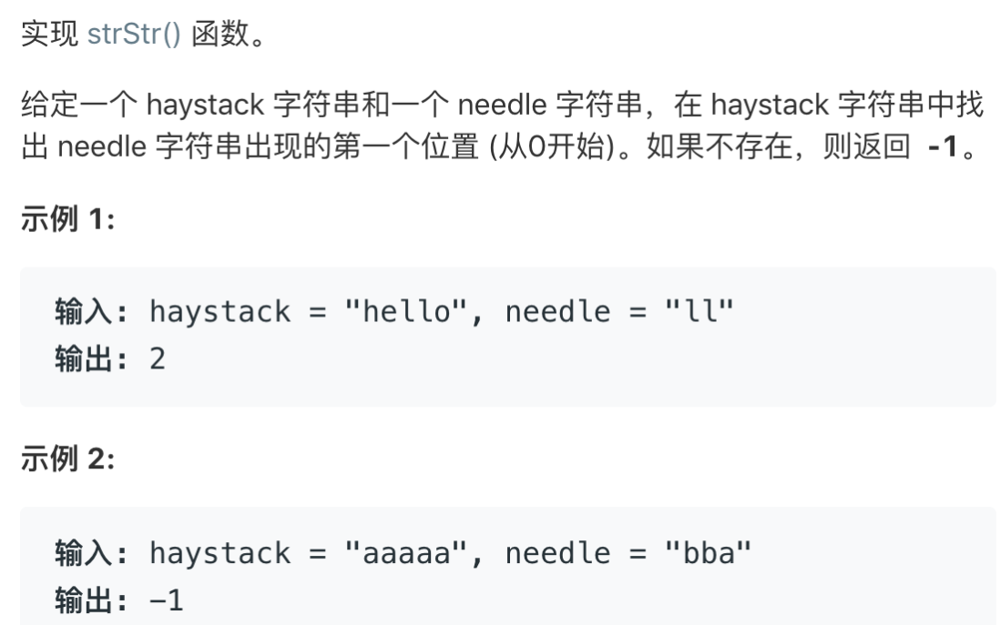 实现 strStr() 函数。
给定一个 haystack 字符串和一个 needle 字符串，在 haystack 字符串中找
出 needle 字符串出现的第一个位置 (从0开始)。如果不存在，则返回 -1。
示例 1:
输入: haystack = "hello", needle = "ll"
输出: 2
示例 2:
输入: haystack = "aaaaa", needle = "bba"
输出: -1